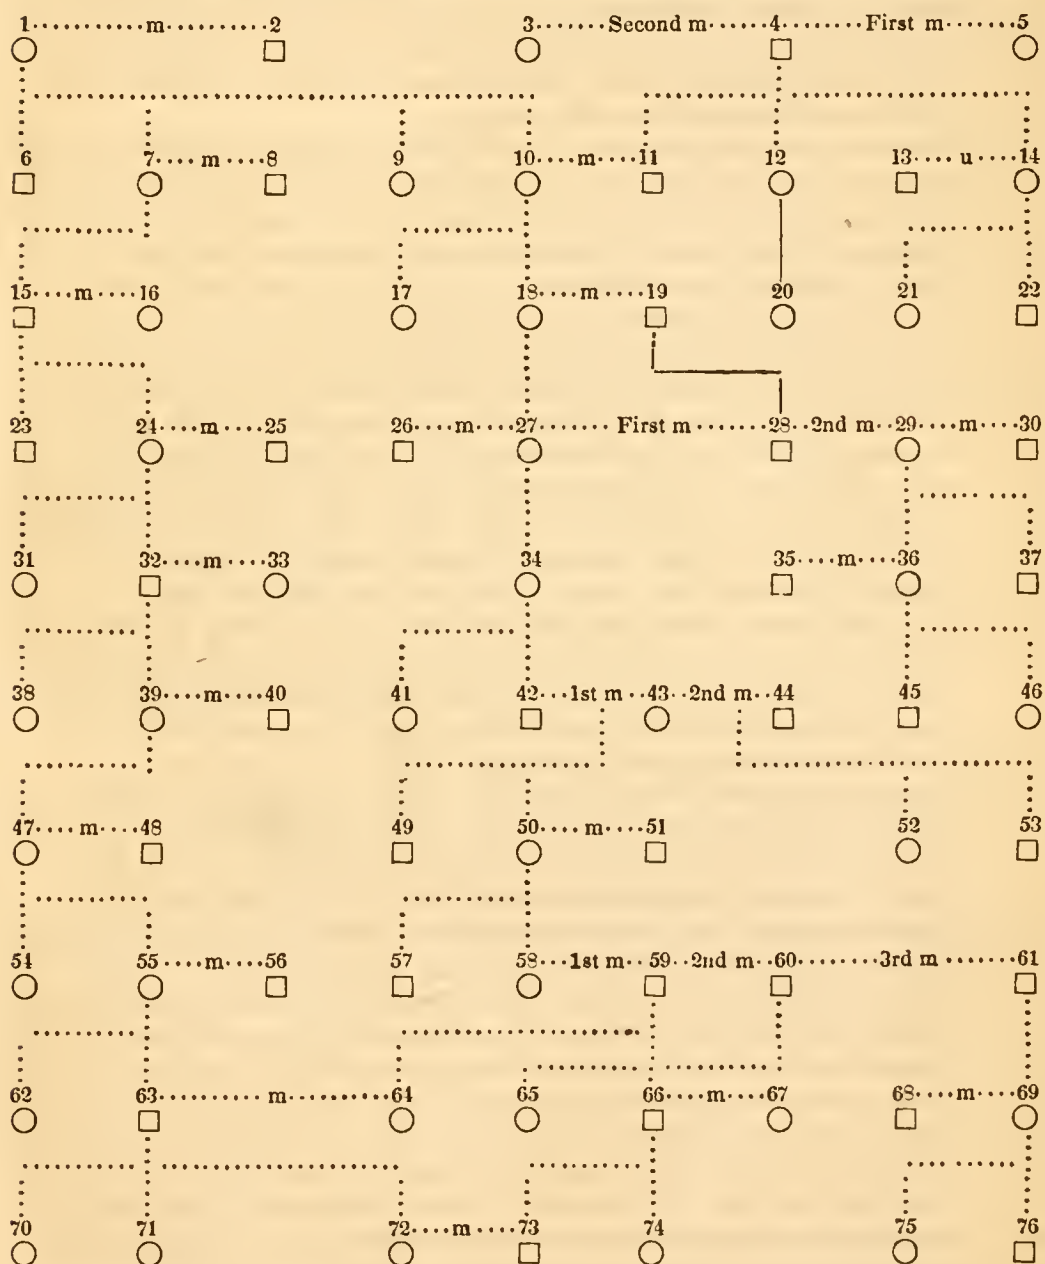 1 m 2 3 Second m 4 First m 5
6 7 m 8 9 10 m 11 12 13 u 14
15 m 16 17 18 m 19 20 21 22
23 24 m 25 26 m 27 First m 28 2nd m 29 m 30
31 32 m 33 34 35 m 36 37
38 39 m 40 41 42 1st m 43 2nd m 44 45 46
47 m 48 49 50 m 51 52 53
54 55 m 56 57 58 1st m 59 2nd m 60 3rd m 61
62 63 m 64 65 66 m 67 68 m 69
70 71 72 m 73 74 75 76